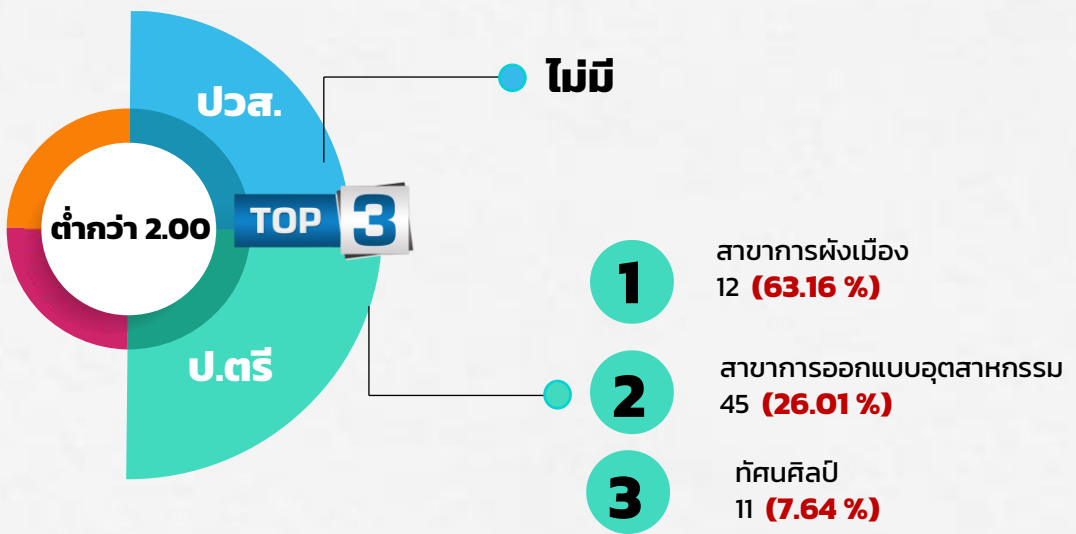 ปวส.
ไม่มี
ต่ำกว่า 2.00
TOP 3
ป.ตรี
1
สาขาการผังเมือง
12 (63.16 %)
2
สาขาการออกแบบอุตสาหกรรม
45 (26.01 %)
3
ทัศนศิลป์
11 (7.64 %)